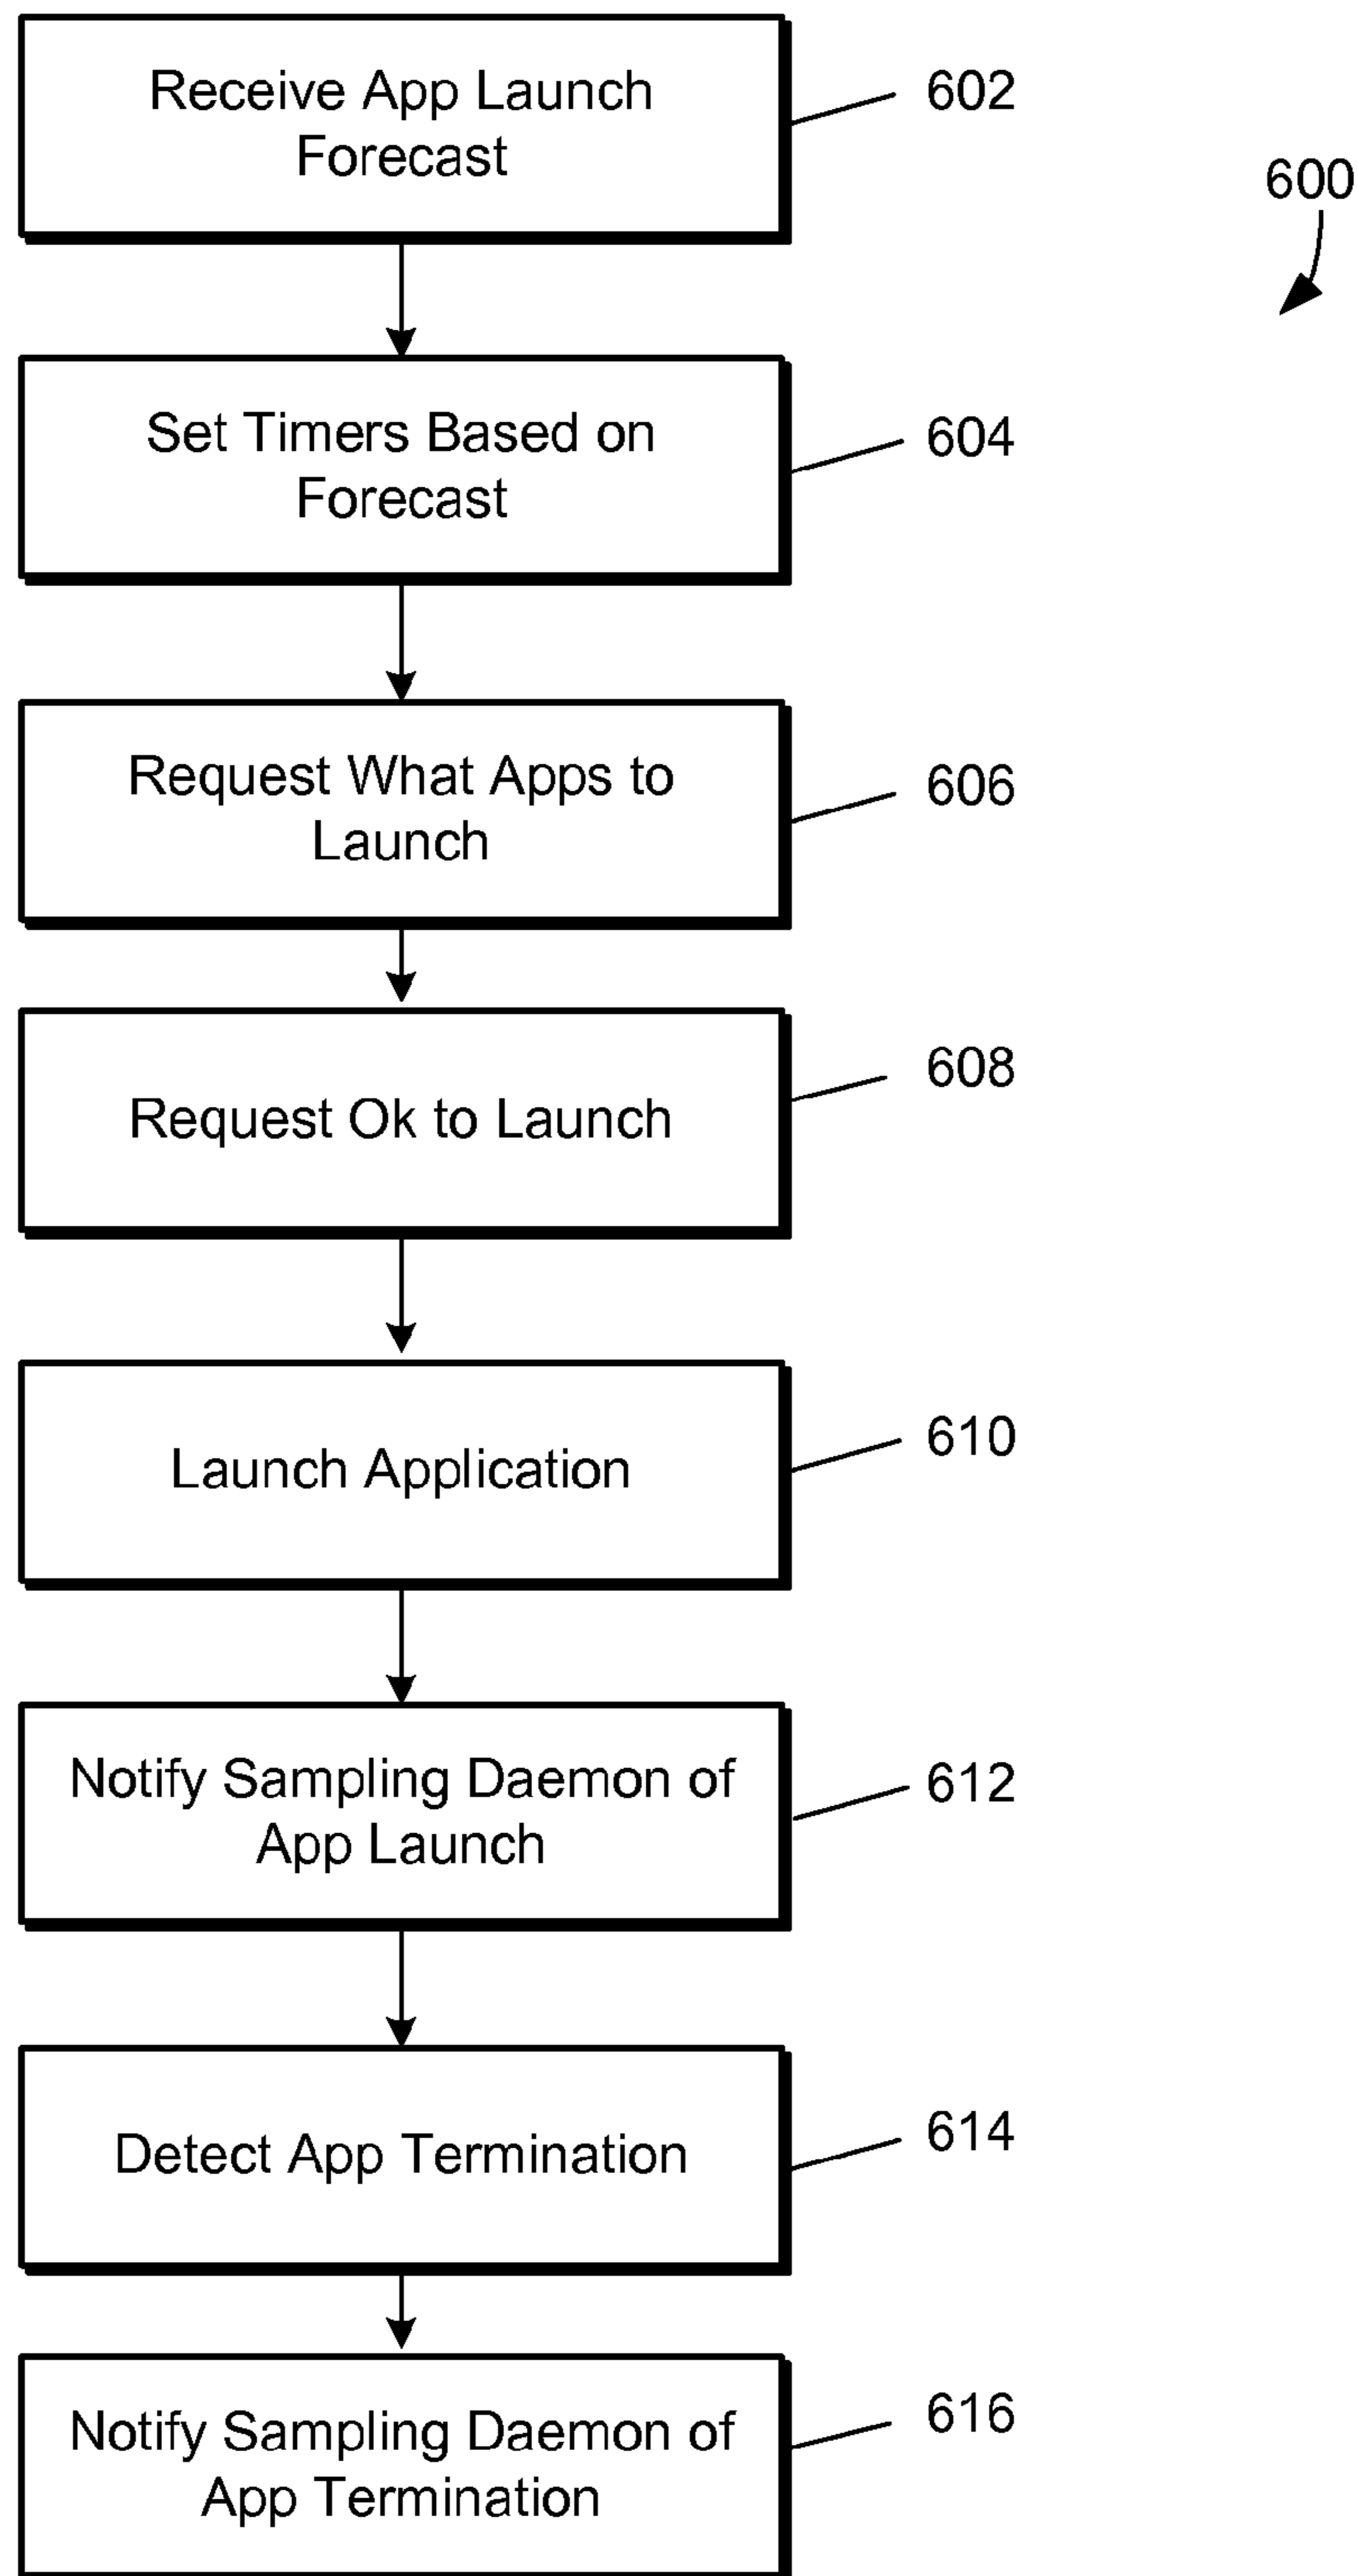 Receive App Launch
Forecast
602
600
Set Timers Based on
Forecast
604
Request What Apps to
Launch
606
Request Ok to Launch
608
Launch Application
610
Notify Sampling Daemon of
App Launch
612
Detect App Termination
614
Notify Sampling Daemon of
App Termination
616